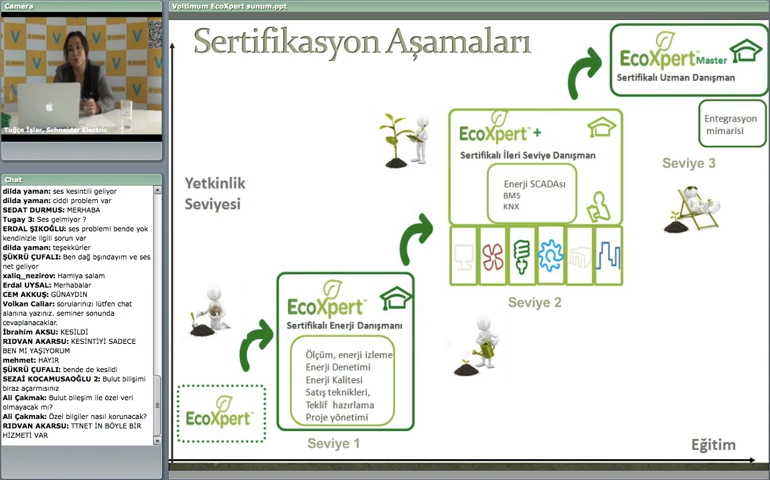 Camera
Voltimum EcoXpert sunum.ppt
Tuğçe İşler, Schneider Electric
Chat
dilda yaman: ses kesintili geliyor
dilda yaman: ciddi problem var
SEDAT DURMUS: MERHABA
Tugay 3: Ses gelmiyor ?
ERDAL ŞIKOĞLU: ses problemi bende yok
kendinizle ilgili sorun var
dilda yaman: teşekkürler
ŞÜKRÜ ÇUFALI: Ben dağ bşındayım ve ses
net geliyor
xaliq_nezirov: Hamiya salam
Erdal UYSAL: Merhabalar
CEM AKKUŞ: GÜNAYDIN
Volkan Callar: sorularınızı lütfen chat
alanına yazınız. seminer sonunda
cevaplanacaklar.
İbrahim AKSU: KESİLDİ
RIDVAN AKARSU: KESİNTİYİ SADECE
BEN Mİ YAŞIYORUM
mehmet: HAYIR
ŞÜKRÜ ÇUFALI: bende de kesildi
SEZAİ KOCAMUSAOĞLU 2: Bulut bilişimi
biraz açarmısınız
Ali Çakmak: Bulut bileşim ile özel veri
olmayacak mı?
Ali Çakmak: Özel bilgiler nasıl korunacak?
RIDVAN AKARSU: TTNET İN BÖYLE BİR
HİZMETİ VAR
Sertifikasyon Aşamaları
Yetkinlik
Seviyesi
EcoXpert™
EcoXpert™
Sertifikalı Enerji Danışmanı
Ölçüm, enerji izleme
Enerji Denetimi
Enerji Kalitesi
Satış teknikleri,
Teklif hazırlama
Proje yönetimi
Seviye 1
EcoXpert™ +
Sertifikalı İleri Seviye Danışman
Enerji SCADAsı
BMS
KNX
Seviye 2
EcoXpert™ Master
Sertifikalı Uzman Danışman
Entegrasyon
mimarisi
Seviye 3
Eğitim